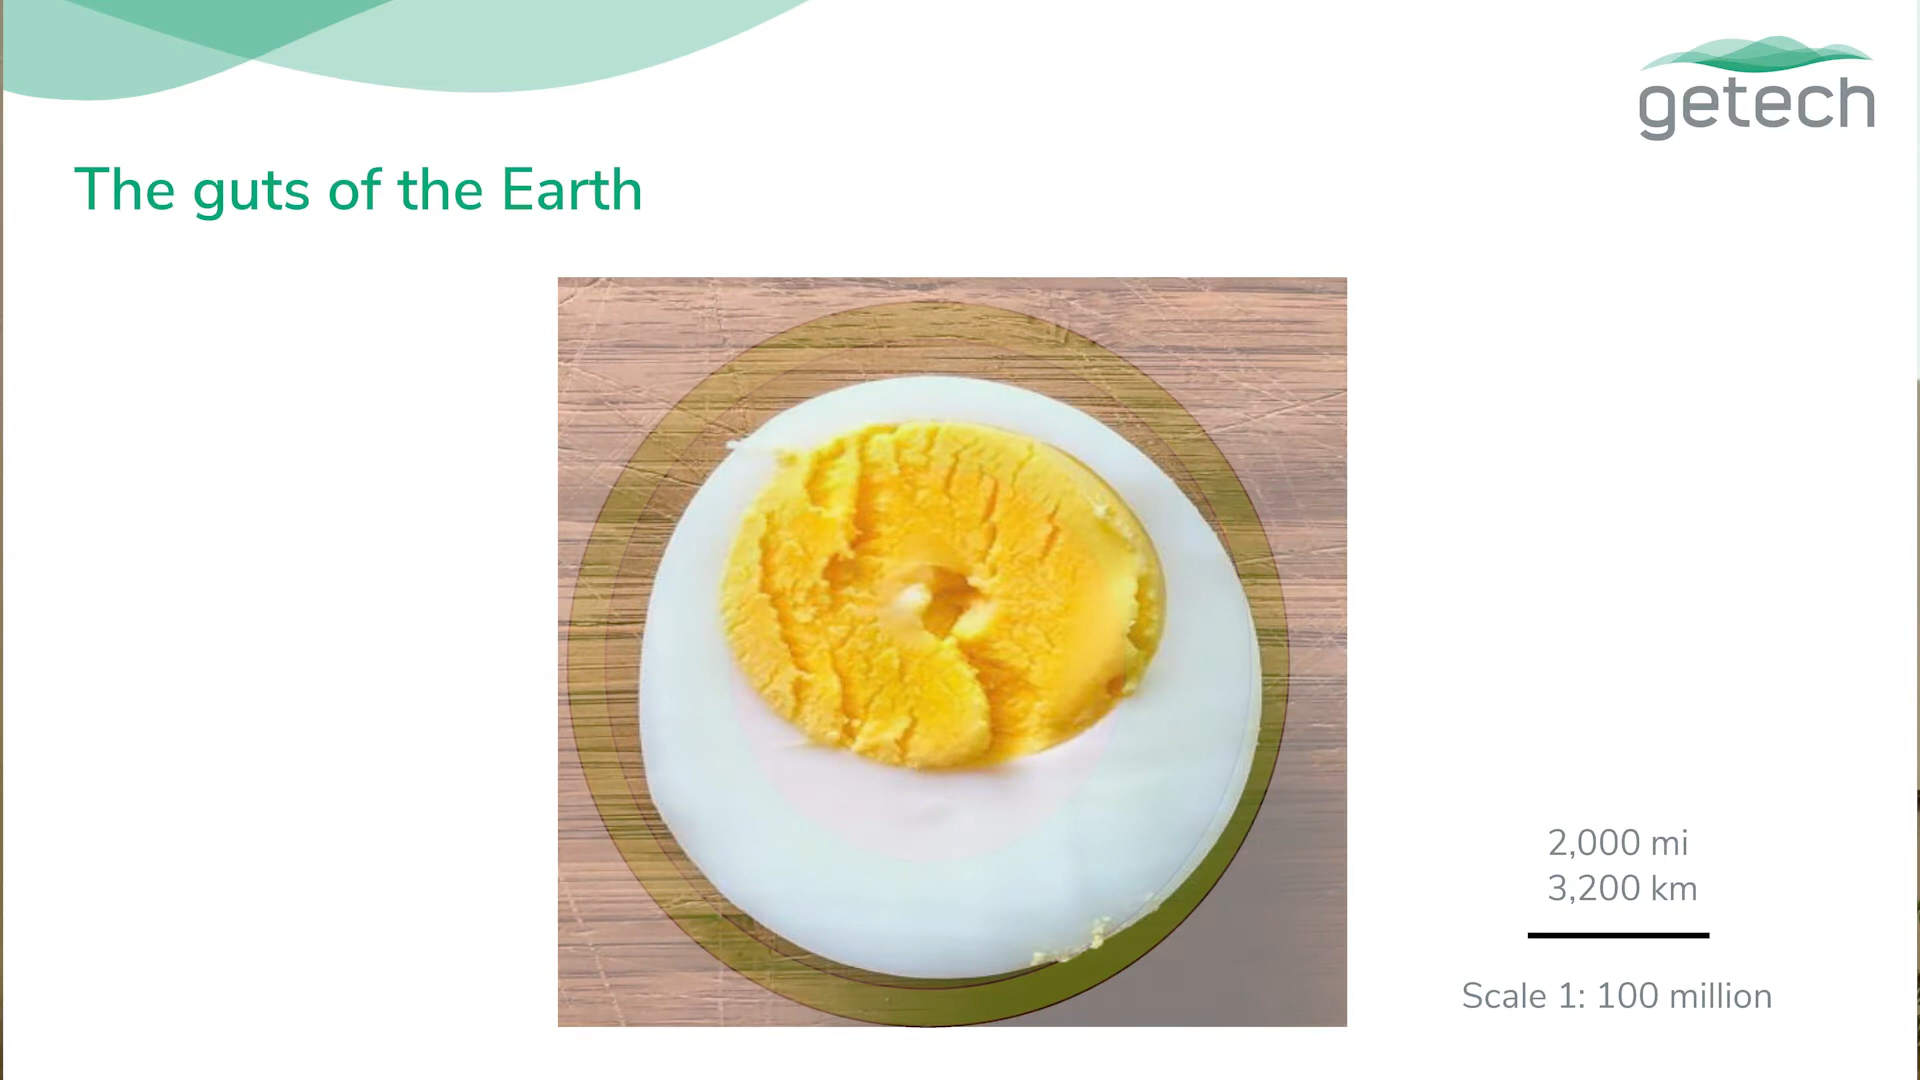 getech
The guts of the Earth
2,000 mi
3,200 km
Scale 1: 100 million